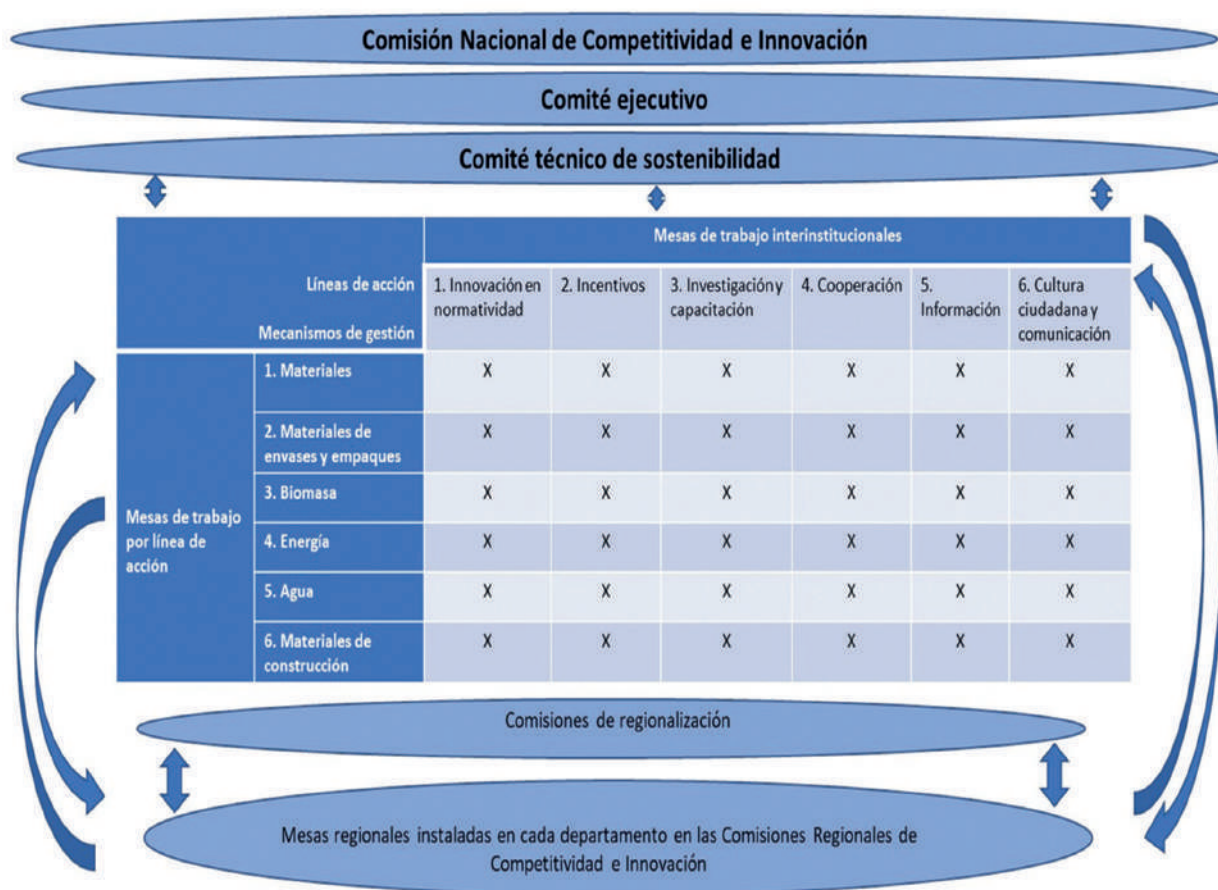 Comisión Nacional de Competitividad e Innovación
Comité ejecutivo
Comité técnico de sostenibilidad
Mesas de trabajo interinstitucionales
Líneas de acción
Mecanismos de gestión
1. Innovación en
normatividad
2. Incentivos
3. Investigación y
capacitación
4. Cooperación
5.
Información
6. Cultura
ciudadana y
comunicación
Mesas de trabajo
por línea de
acción
1. Materiales
X X X X X X
2. Materiales de
envases y empaques
X X X X X X
3. Biomasa
X X X X X X
4. Energía
X X X X X X
5. Agua
X X X X X X
6. Materiales de
construcción
X X X X X X
Comisiones de regionalización
Mesas regionales instaladas en cada departamento en las Comisiones Regionales de
Competitividad e Innovación